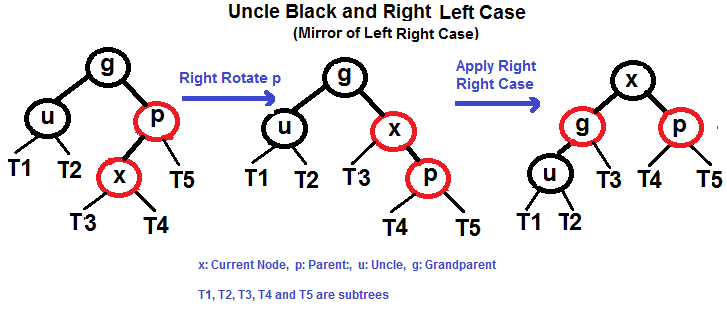 Uncle Black and Right Left Case
(Mirror of Left Right Case)
Right Rotate p
Apply Right
Right Case
g
u
p
T1
T2
x
T5
T3
T4
g
u
x
T1
T2
T3
p
T4
T5
x
g
p
u
T3
T4
T5
T1
T2
x: Current Node, p: Parent:, u: Uncle, g: Grandparent
T1, T2, T3, T4 and T5 are subtrees